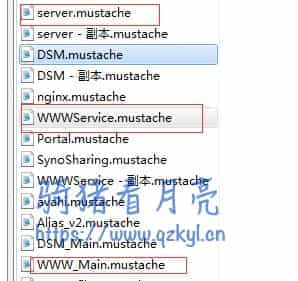 server.mustache
server - 副本.mustache
DSM.mustache
DSM - 副本.mustache
nginx.mustache
WWWService.mustache
Portal.mustache
SynoSharing.mustache
WWWService - 副本.mustache
avahi.mustache
Alias_v2.mustache
DSM_Main.mustache
WWW_Main.mustache
骑猪看月亮
https://www.qzkyl.cn